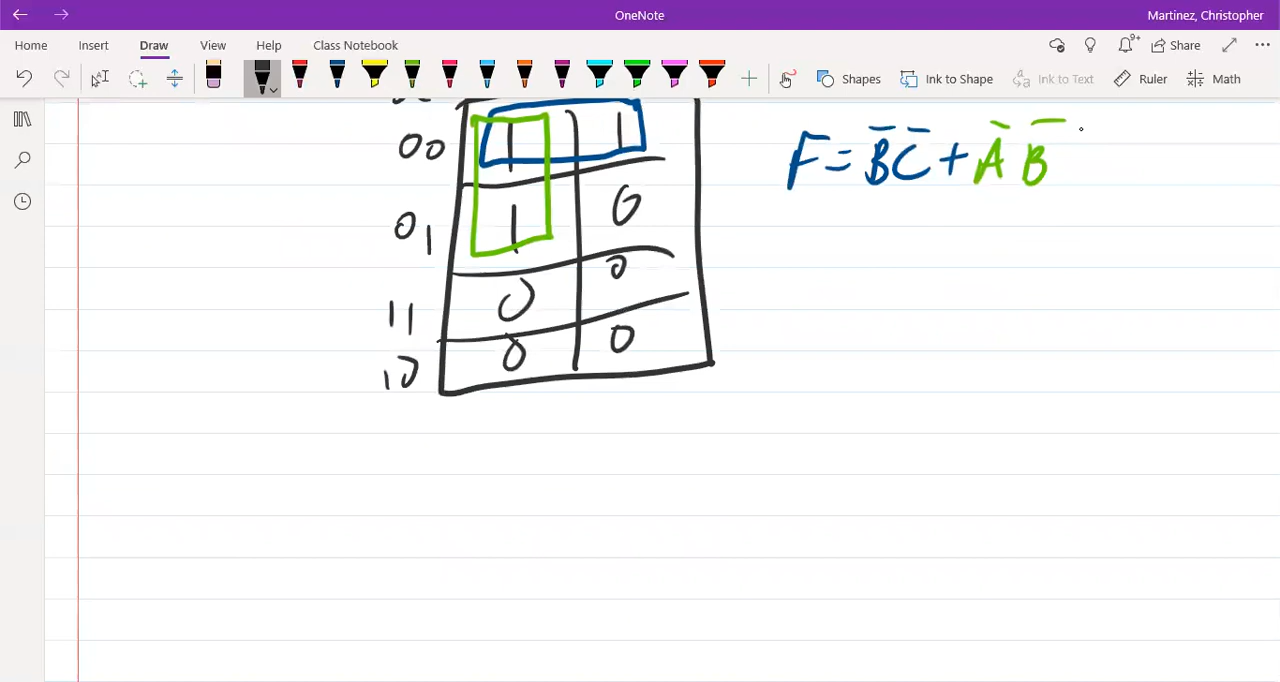 OneNote
Martinez, Christopher
Home Insert Draw View Help Class Notebook Share
Shapes Ink to Shape Ink to Text Ruler Math
00 1 1
01 1 0
11 0 0
10 0 0
F = B̅ C̅ + A̅ B̅